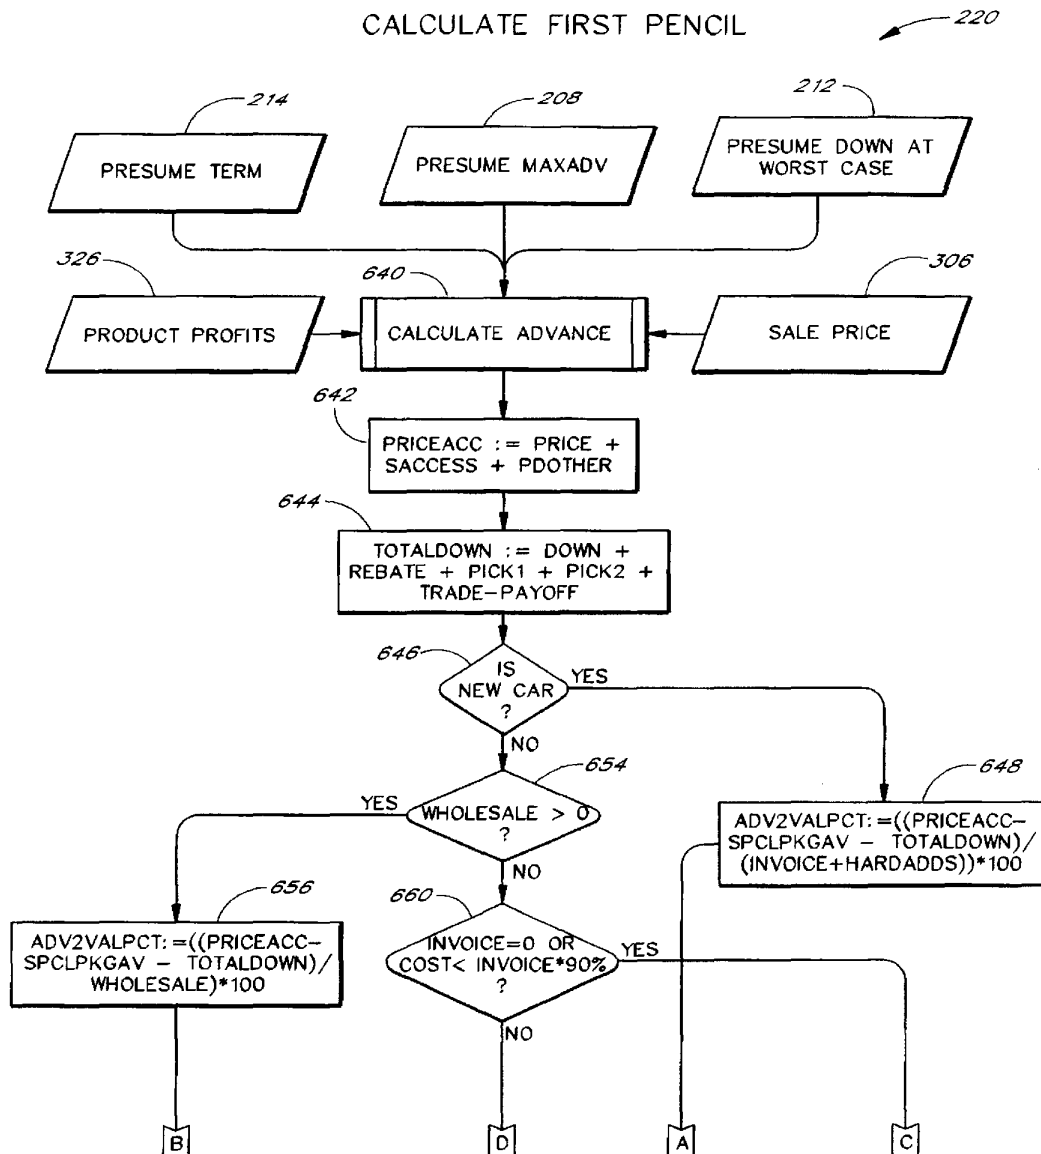 CALCULATE FIRST PENCIL
220
214
208
212
PRESUME TERM
PRESUME MAXADV
PRESUME DOWN AT
WORST CASE
326
640
306
PRODUCT PROFITS
CALCULATE ADVANCE
SALE PRICE
642
PRICEACC := PRICE +
SACCESS + PDOTHER
644
TOTALDOWN := DOWN +
REBATE + PICK1 + PICK2 +
TRADE-PAYOFF
646
IS
NEW CAR
?
YES
NO
654
WHOLESALE > 0
?
YES
NO
648
ADV2VALPCT:=((PRICEACC-
SPCLPKGAV - TOTALDOWN)/
(INVOICE+HARDADDS))*100
656
ADV2VALPCT:=((PRICEACC-
SPCLPKGAV - TOTALDOWN)/
WHOLESALE)*100
660
INVOICE=0 OR
COST< INVOICE*90%
?
YES
NO
B
D
A
C